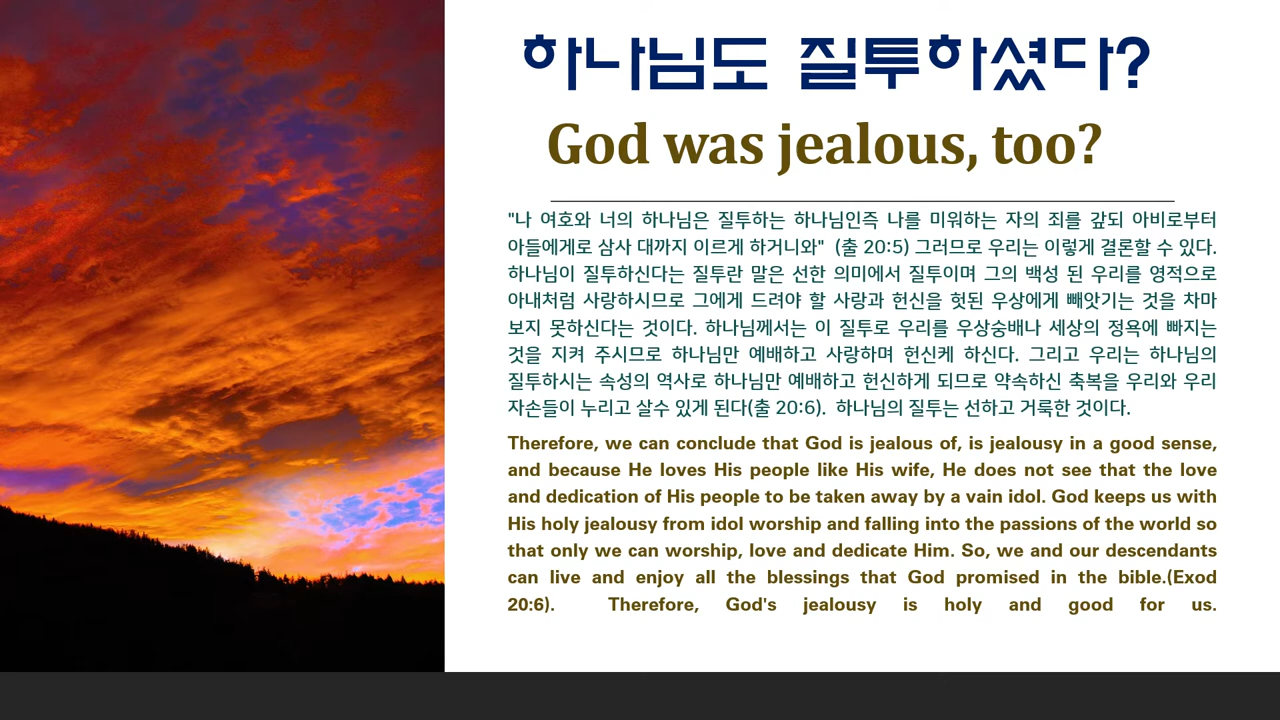 하나님도 질투하셨다?
God was jealous, too?
"나 여호와 너의 하나님은 질투하는 하나님인즉 나를 미워하는 자의 죄를 갚되 아비로부터
아들에게로 삼사 대까지 이르게 하거니와"  (출 20:5) 그러므로 우리는 이렇게 결론할 수 있다.
하나님이 질투하신다는 질투란 말은 선한 의미에서 질투이며 그의 백성 된 우리를 영적으로
아내처럼 사랑하시므로 그에게 드려야 할 사랑과 헌신을 헛된 우상에게 빼앗기는 것을 차마
보지 못하신다는 것이다. 하나님께서는 이 질투로 우리를 우상숭배나 세상의 정욕에 빠지는
것을 지켜 주시므로 하나님만 예배하고 사랑하며 헌신케 하신다. 그리고 우리는 하나님의
질투하시는 속성의 역사로 하나님만 예배하고 헌신하게 되므로 약속하신 축복을 우리와 우리
자손들이 누리고 살수 있게 된다(출 20:6).  하나님의 질투는 선하고 거룩한 것이다.
Therefore, we can conclude that God is jealous of, is jealousy in a good sense,
and because He loves His people like His wife, He does not see that the love
and dedication of His people to be taken away by a vain idol. God keeps us with
His holy jealousy from idol worship and falling into the passions of the world so
that only we can worship, love and dedicate Him. So, we and our descendants
can live and enjoy all the blessings that God promised in the bible.(Exod
20:6).  Therefore, God's jealousy is holy and good for us.